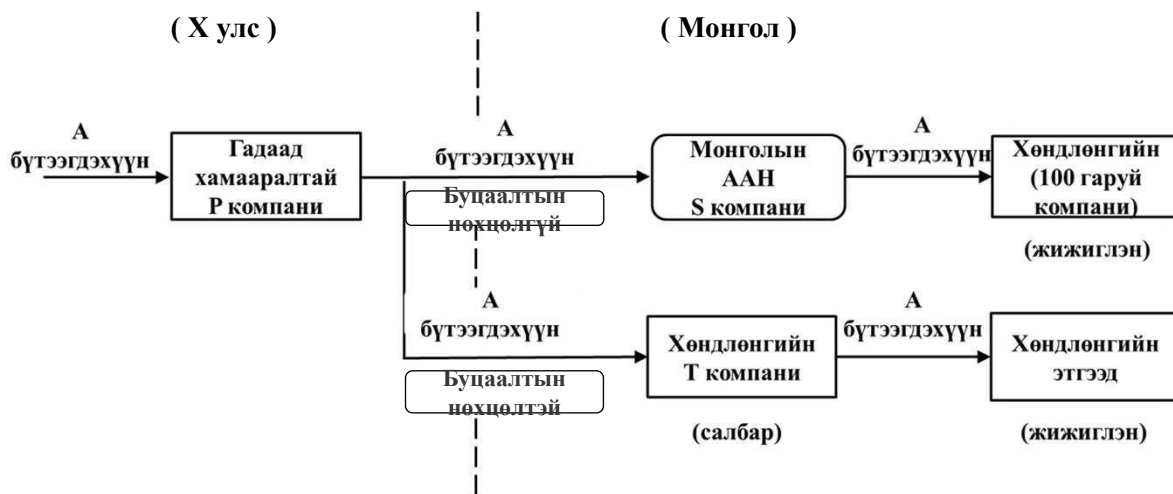 ( X улс )
( Монгол )
А
бүтээгдэхүүн
Гадаад
хамааралтай
P компани
А
бүтээгдэхүүн
Буцаалтын
нөхцөлгүй
Монголын
ААН
S компани
А
бүтээгдэхүүн
Хөндлөнгийн
(100 гаруй
компани)
(жижиглэн)
А
бүтээгдэхүүн
Буцаалтын
нөхцөлтэй
Хөндлөнгийн
Т компани
(салбар)
А
бүтээгдэхүүн
Хөндлөнгийн
этгээд
(жижиглэн)